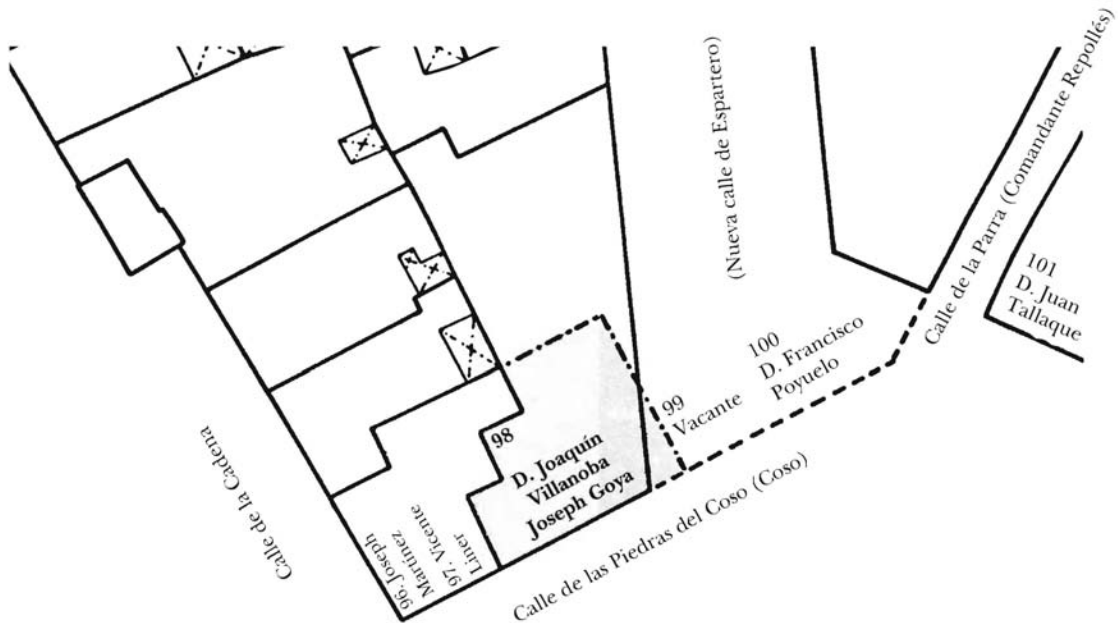 Calle de la Cadena
96. Joseph
Martínez
97. Vicente
Liner
98
D. Joaquín
Villanoba
Joseph Goya
99
Vacante
100
D. Francisco
Poyuelo
101
D. Juan
Tallaque
(Nueva calle de Espartero)
Calle de la Parra (Comandante Repollés)
Calle de las Piedras del Coso (Coso)